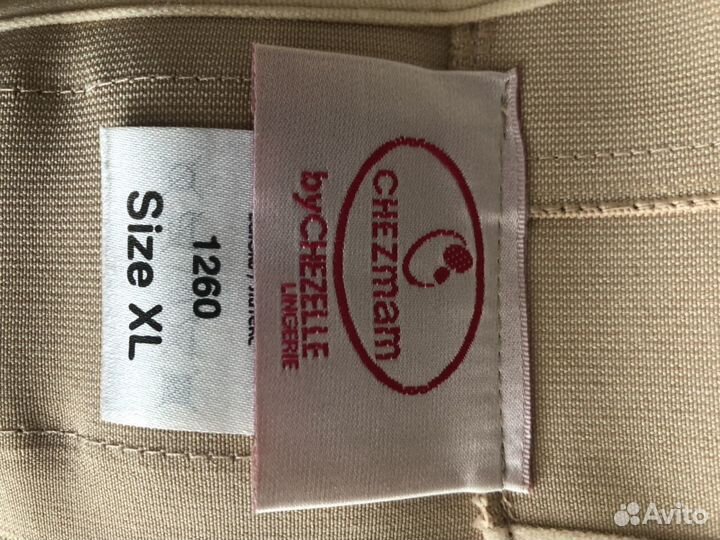 CHEZmam
byCHEZELLE
LINGERIE
1260
Size XL
Avito